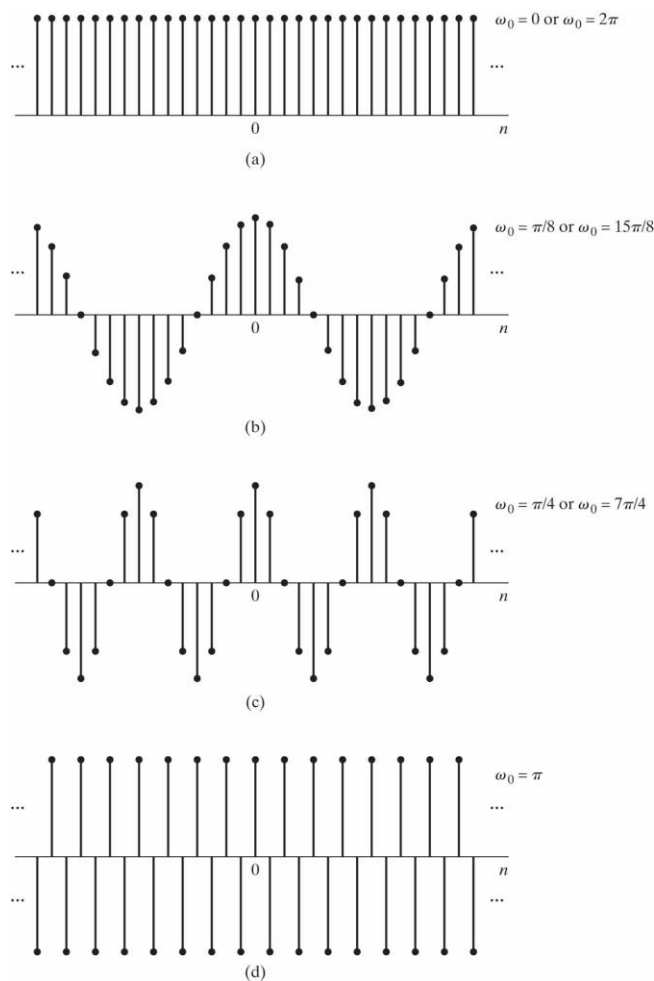 ω₀ = 0 or ω₀ = 2π
... ...
0 n
(a)
ω₀ = π/8 or ω₀ = 15π/8
... ...
0 n
(b)
ω₀ = π/4 or ω₀ = 7π/4
... ...
0 n
(c)
ω₀ = π
... ...
0 n
... ...
(d)